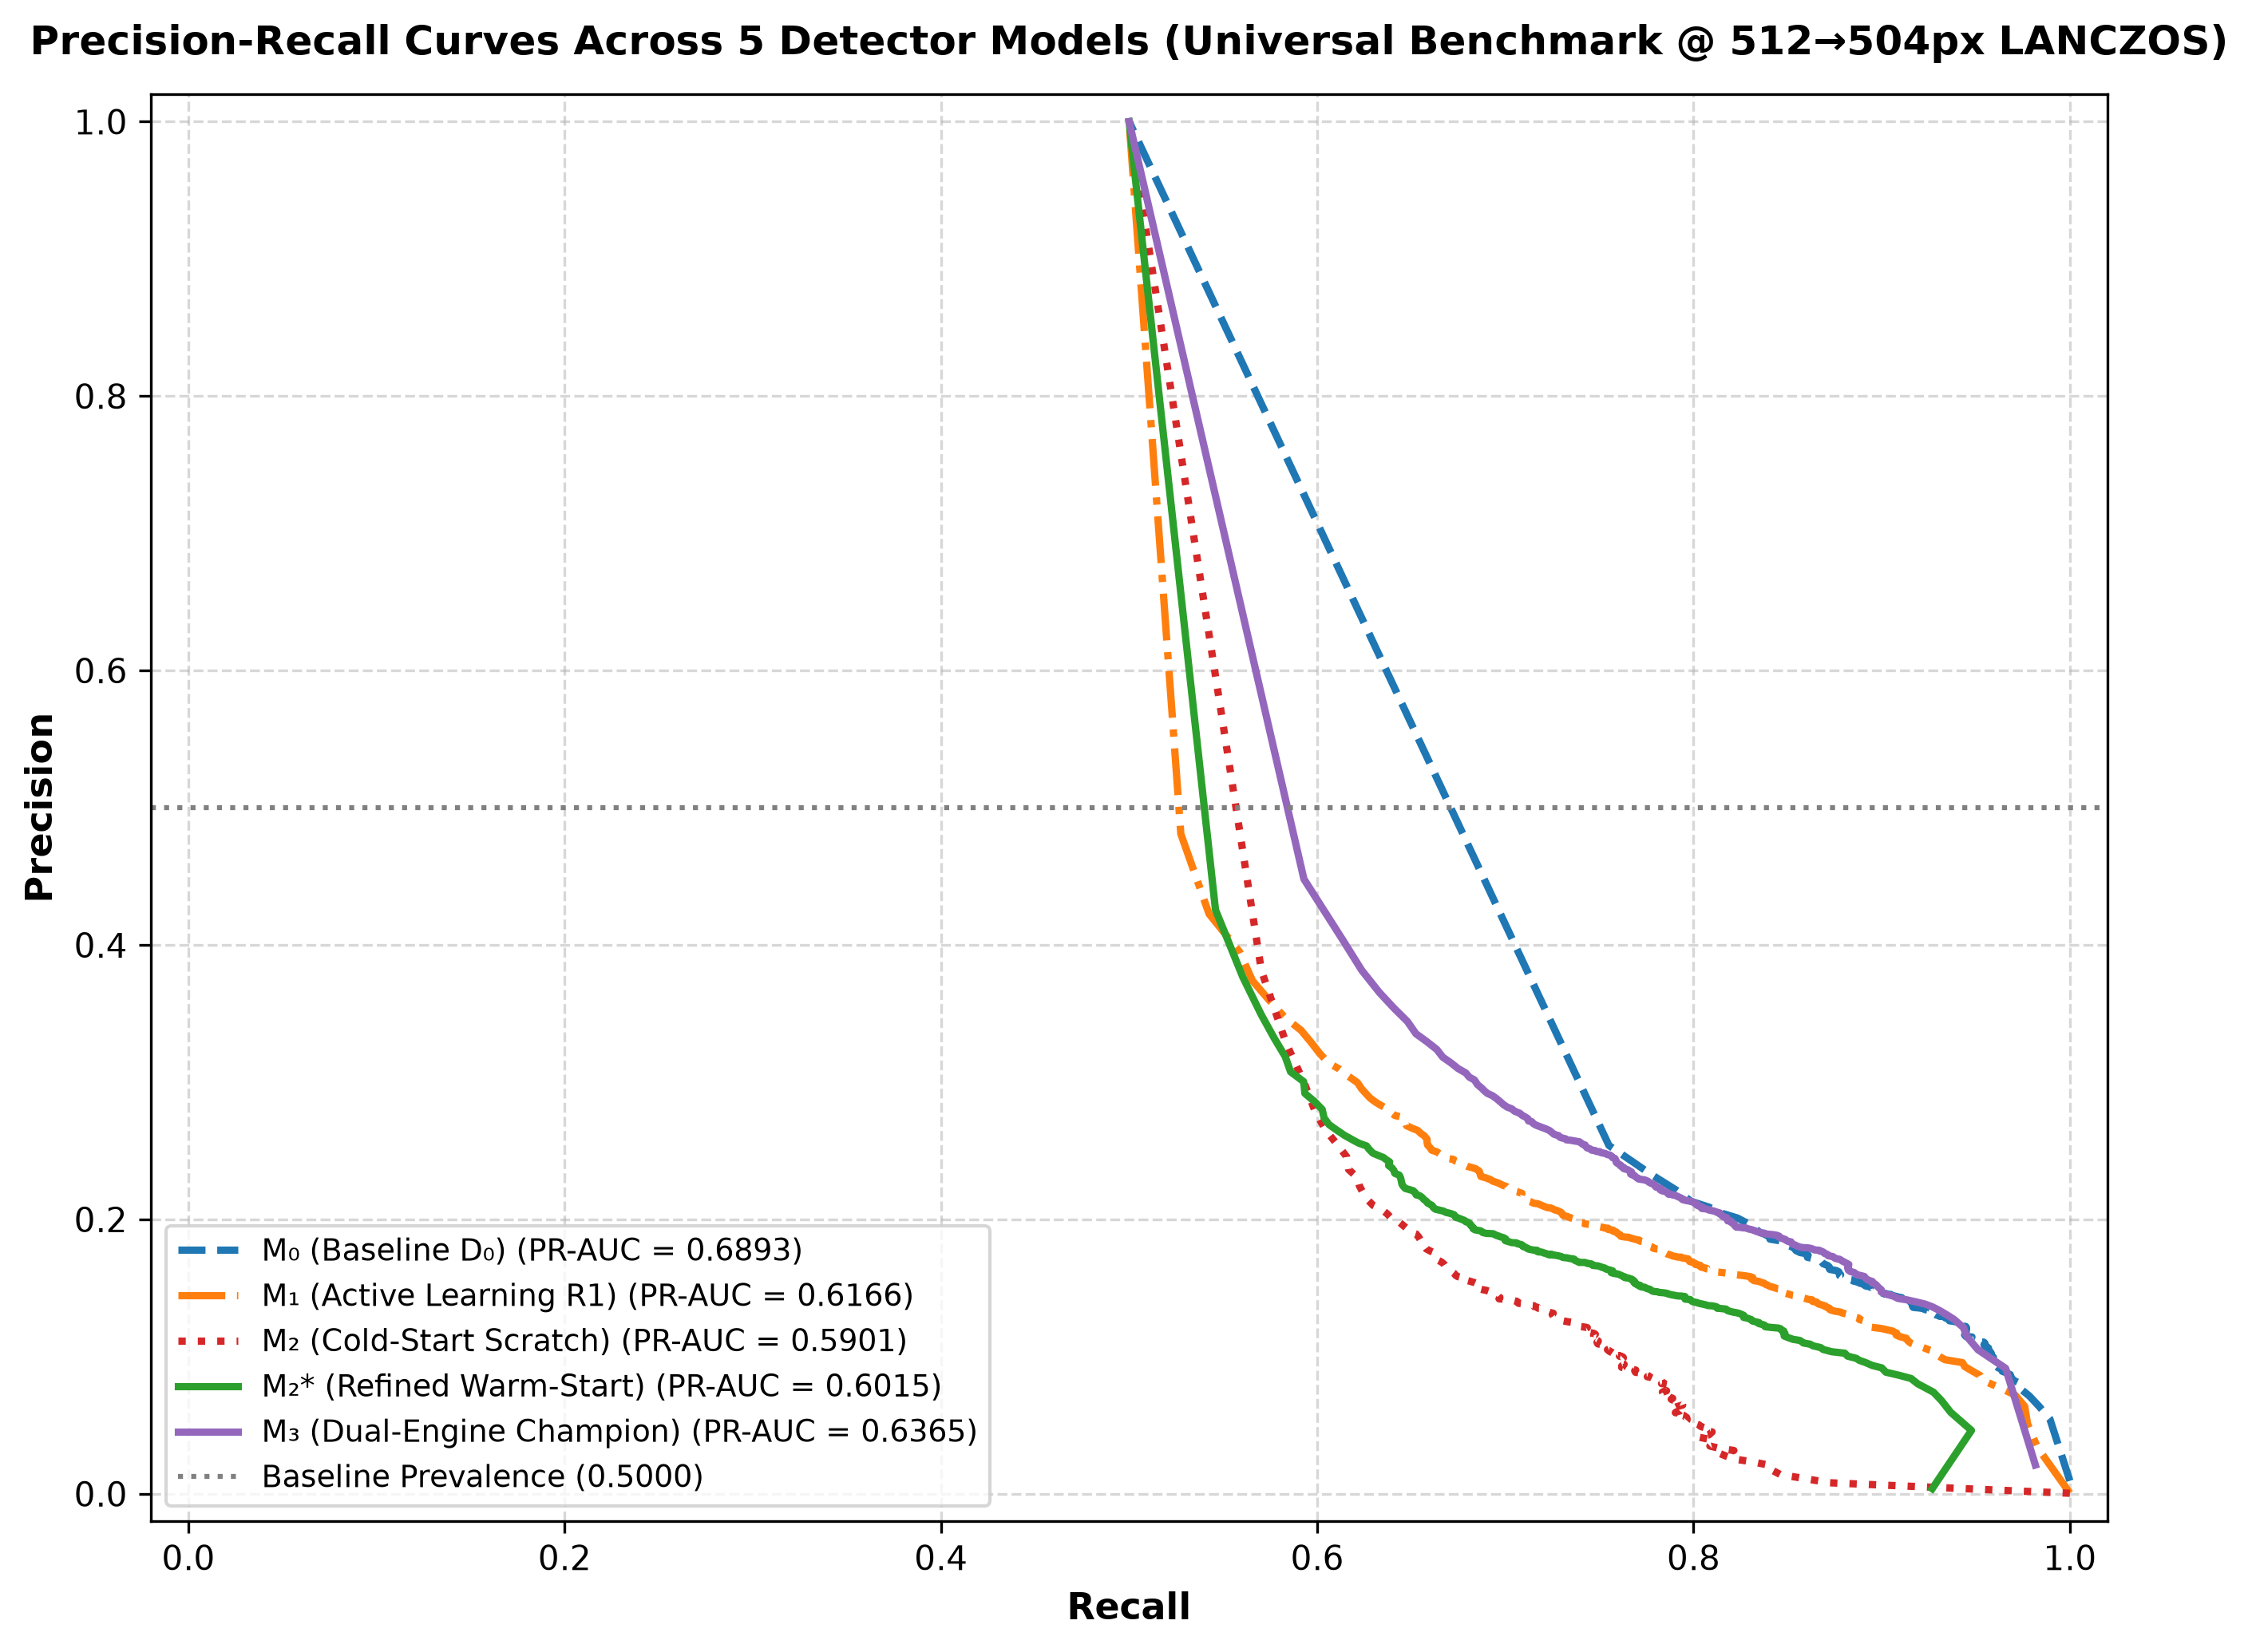 Precision-Recall Curves Across 5 Detector Models (Universal Benchmark @ 512→504px LANCZOS)
Precision
1.0
0.8
0.6
0.4
0.2
0.0
M₀ (Baseline D₀) (PR-AUC = 0.6893)
M₁ (Active Learning R1) (PR-AUC = 0.6166)
M₂ (Cold-Start Scratch) (PR-AUC = 0.5901)
M₂* (Refined Warm-Start) (PR-AUC = 0.6015)
M₃ (Dual-Engine Champion) (PR-AUC = 0.6365)
Baseline Prevalence (0.5000)
0.0 0.2 0.4 0.6 0.8 1.0
Recall